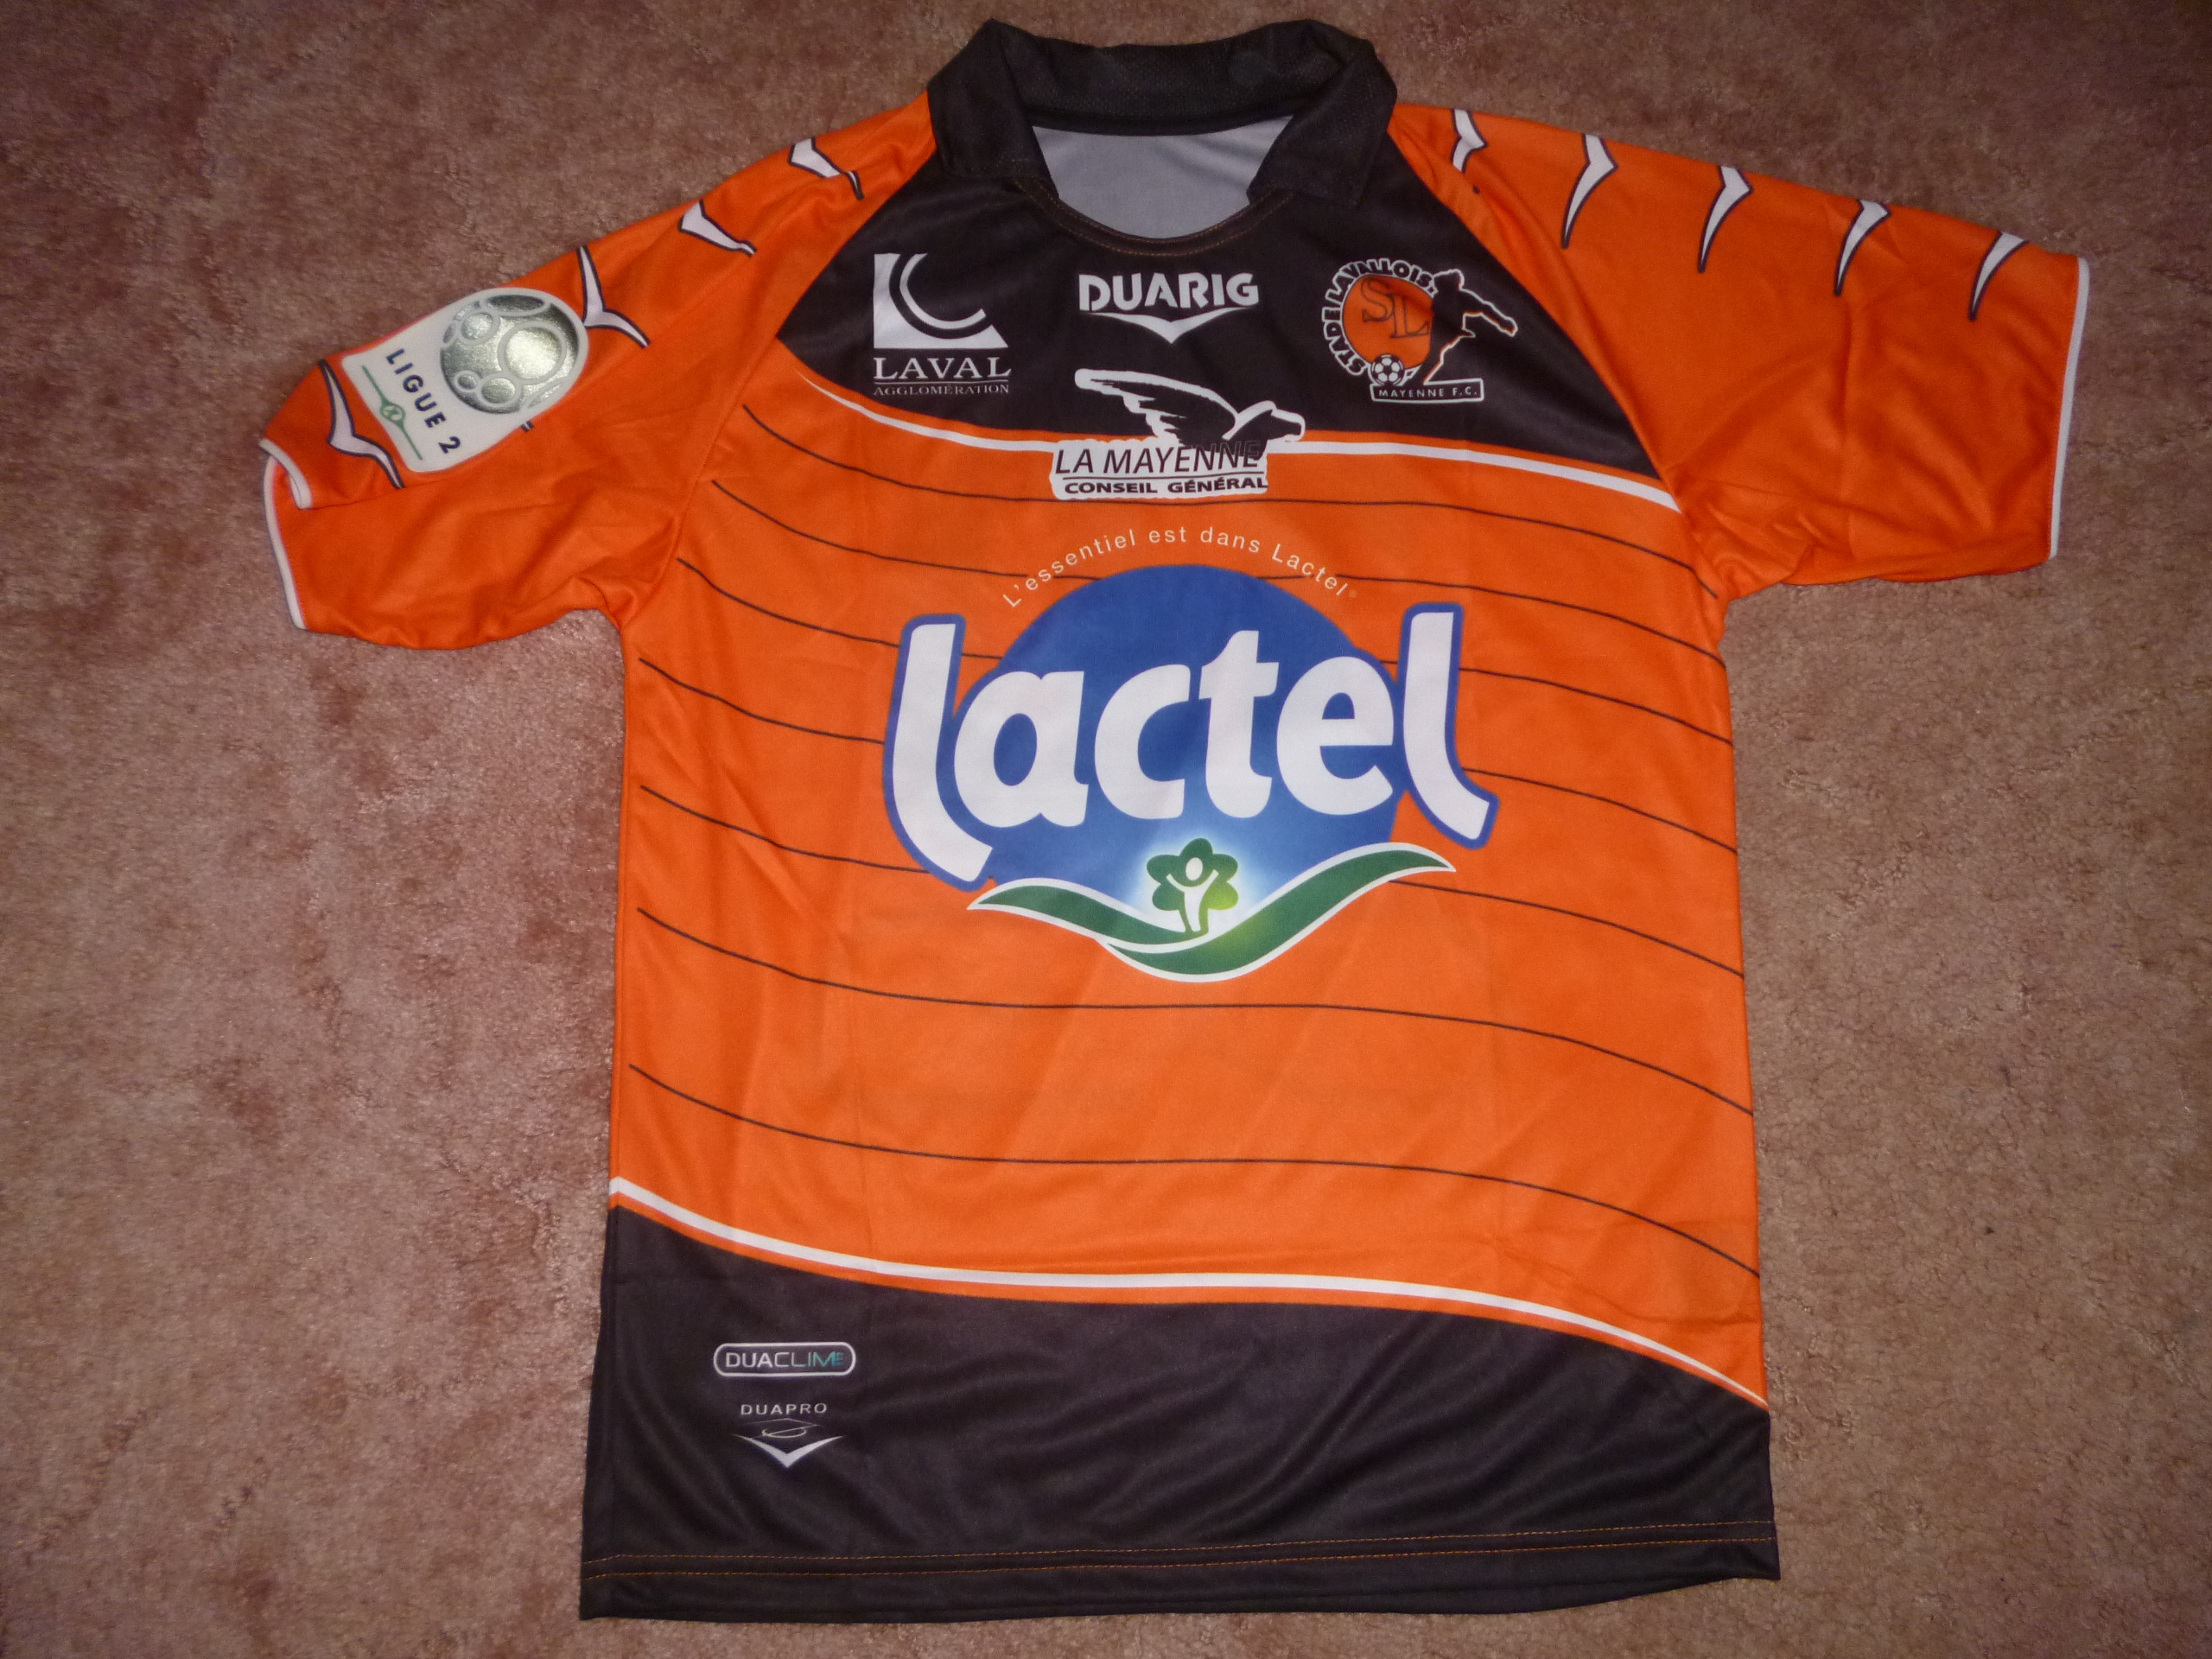 LIGUE 2
LAVAL
AGGLOMÉRATION
DUARIG
STADE LAVALLOIS
SL
MAYENNE F.C.
LA MAYENNE
CONSEIL GÉNÉRAL
L'essentiel est dans Lactel®
lactel
DUACLIME
DUAPRO